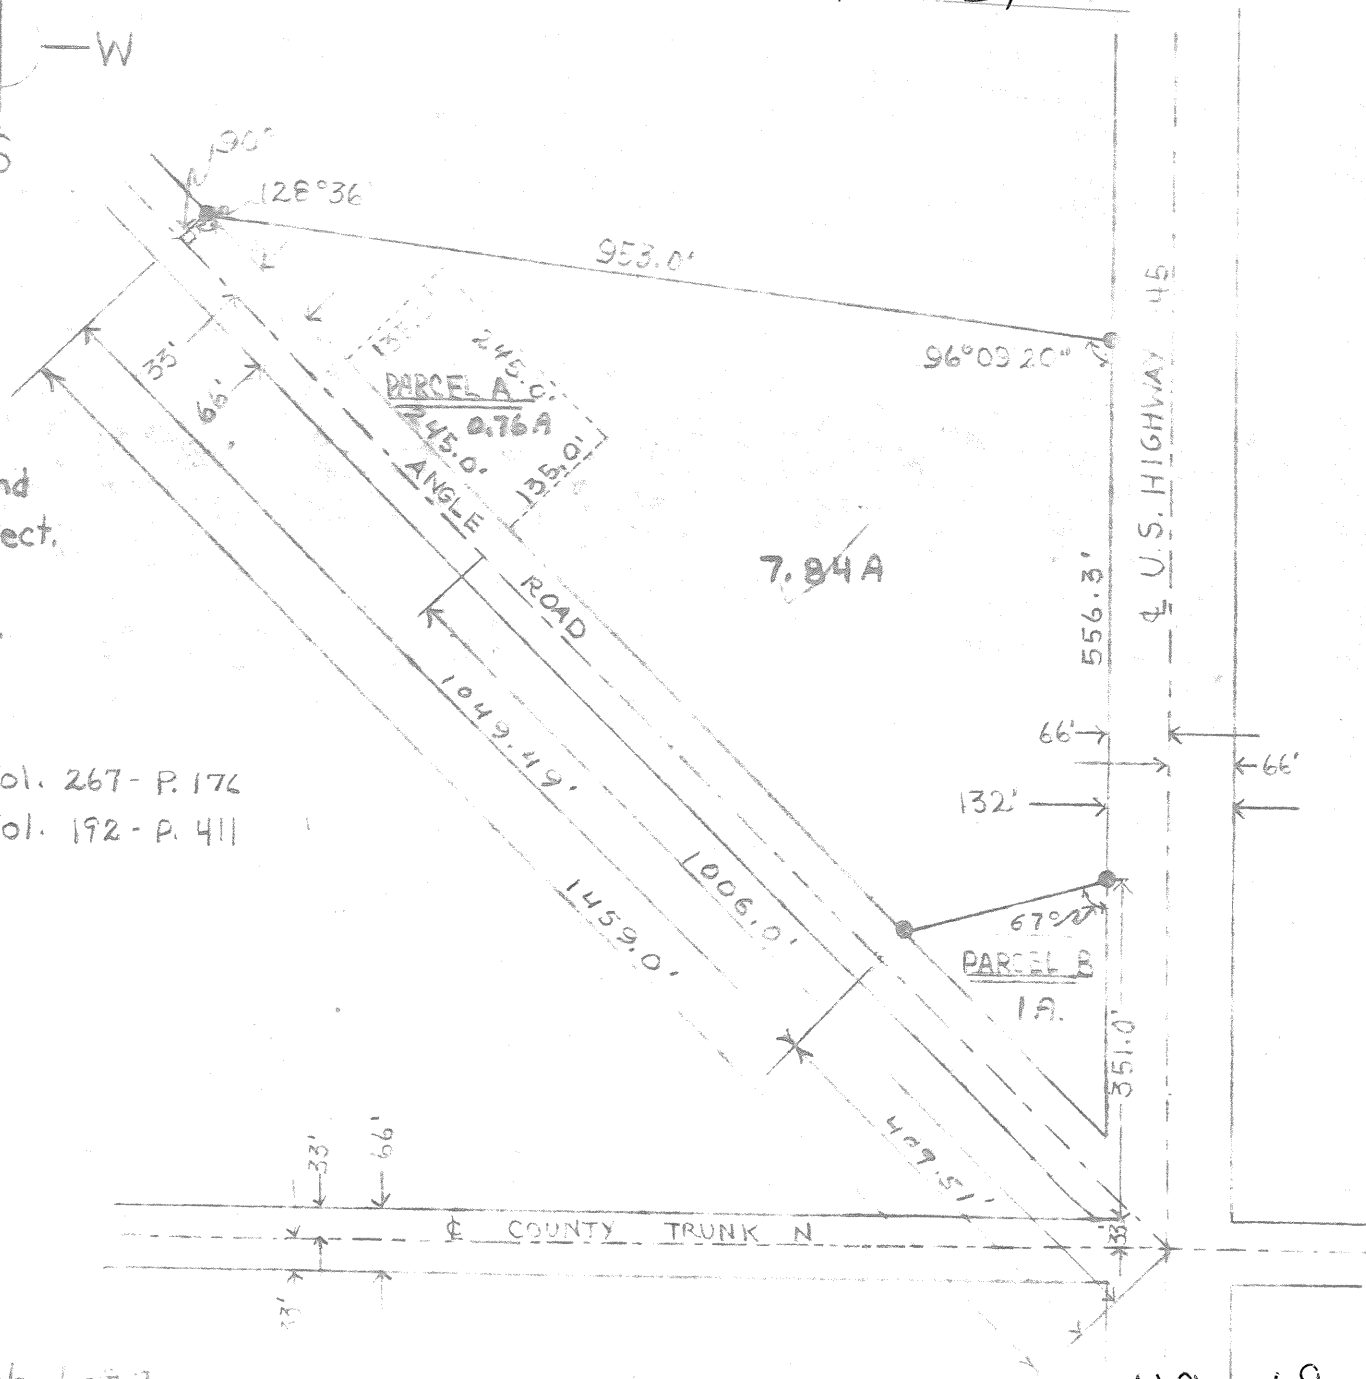 W
90°
128°36'
953.0'
96°09'20"
33'
66'
245.0'
PARCEL A
0.76A
245.0'
135.0'
ANGLE ROAD
7.84A
℄ U.S. HIGHWAY 45
556.3'
nd
ect.
1049.49'
66'
66'
132'
ol. 267 - P. 176
ol. 192 - P. 411
1006.0'
1459.0'
67°
PARCEL B
1A.
351.0'
409.51'
33'
66'
℄ COUNTY TRUNK N
33'
33'